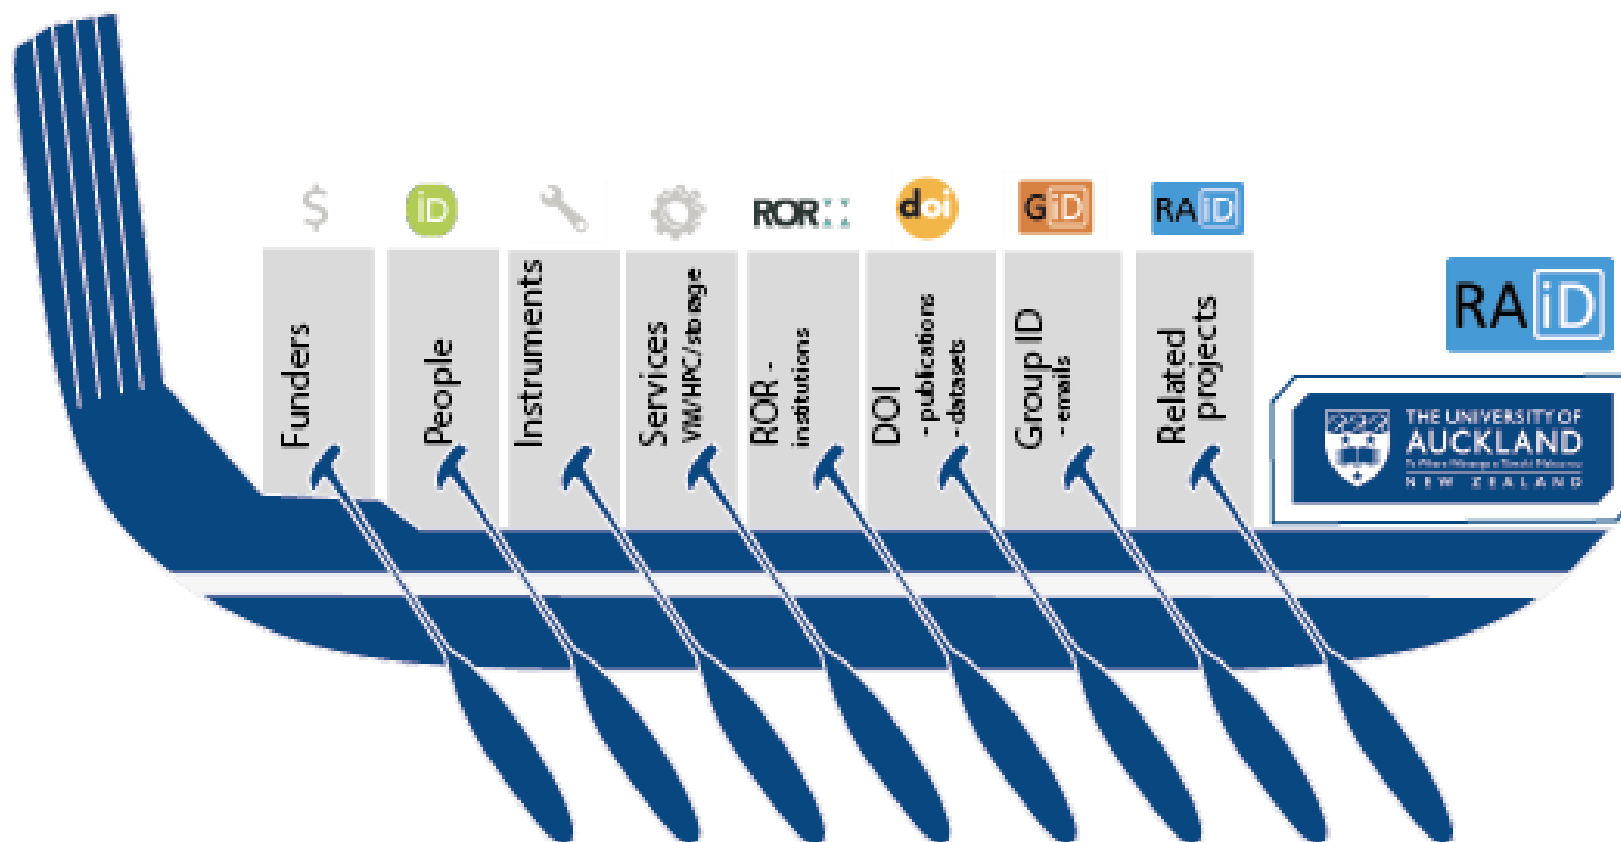 $
iD
ROR
doi
GiD
RAiD
Funders
People
Instruments
Services
VM/HPC/storage
ROR -
institutions
DOI
- publications
- datasets
Group ID
- emails
Related
projects
RAiD
THE UNIVERSITY OF
AUCKLAND
NEW ZEALAND